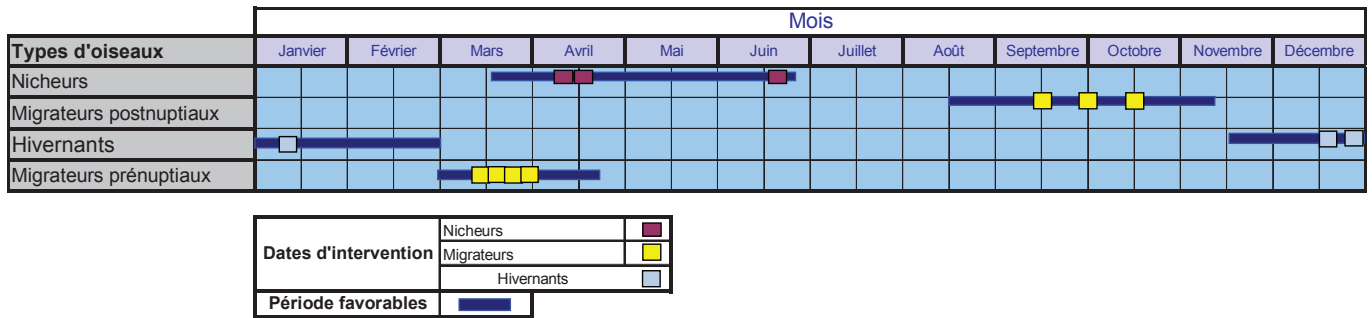 Mois
Types d'oiseaux Janvier Février Mars Avril Mai Juin Juillet Août Septembre Octobre Novembre Décembre
Nicheurs
Migrateurs postnuptiaux
Hivernants
Migrateurs prénuptiaux
Nicheurs
Dates d'intervention Migrateurs
Hivernants
Période favorables